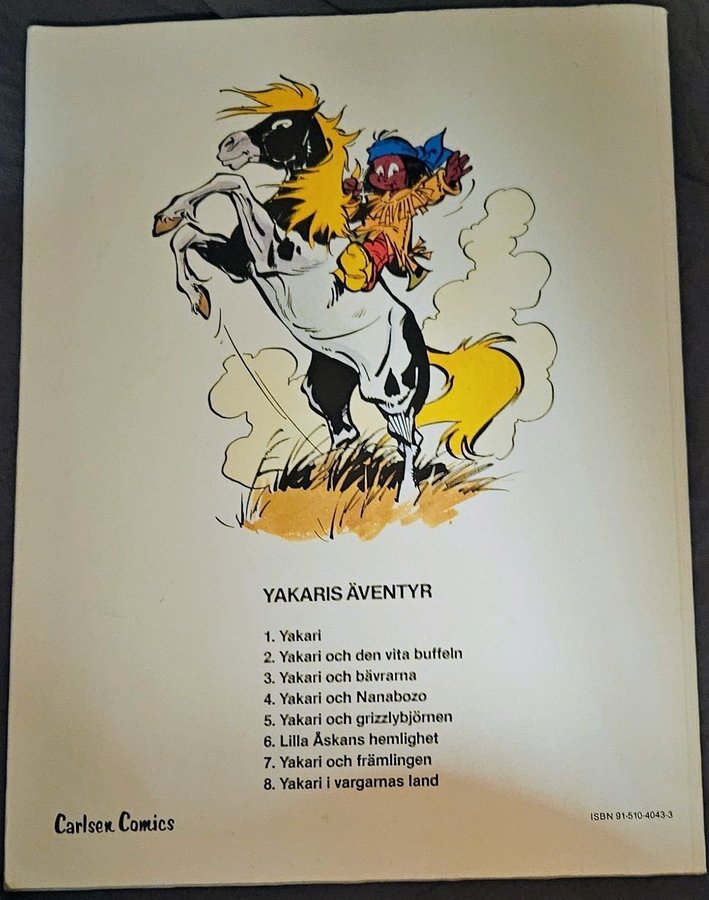 YAKARIS ÄVENTYR
1. Yakari
2. Yakari och den vita buffeln
3. Yakari och bävrarna
4. Yakari och Nanabozo
5. Yakari och grizzlybjörnen
6. Lilla Åskans hemlighet
7. Yakari och främlingen
8. Yakari i vargarnas land
Carlsen Comics
ISBN 91-510-4043-3